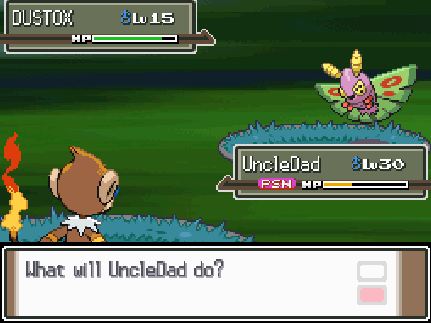 DUSTOX ♂Lv15
HP
UncleDad ♂Lv30
PSN HP
What will UncleDad do?